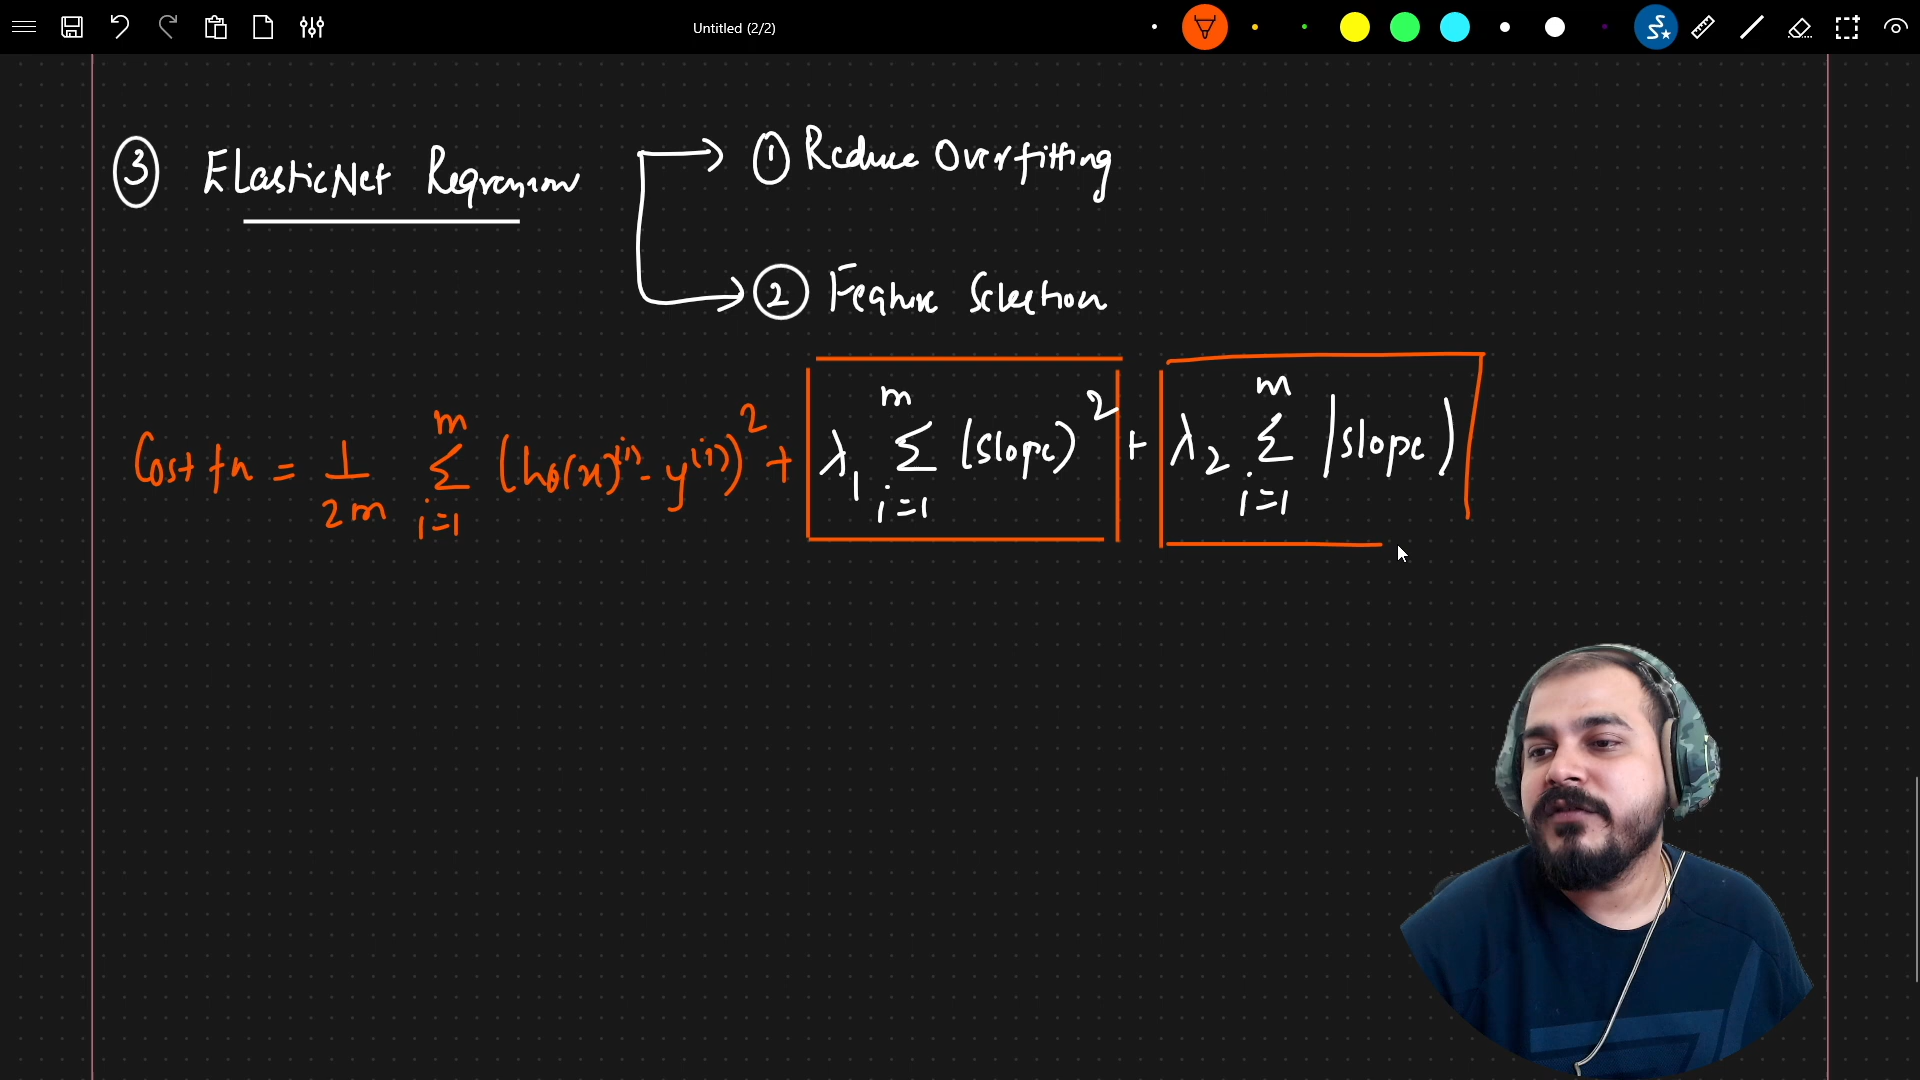 Untitled (2/2)
③ ElasticNet Regression
① Reduce Overfitting
② Feature Selection
Cost fn = 1/2m m∑i=1 (hθ(x)^(i) - y^(i))^2 + λ1 m∑i=1 (slope)^2 + λ2 m∑i=1 |slope)